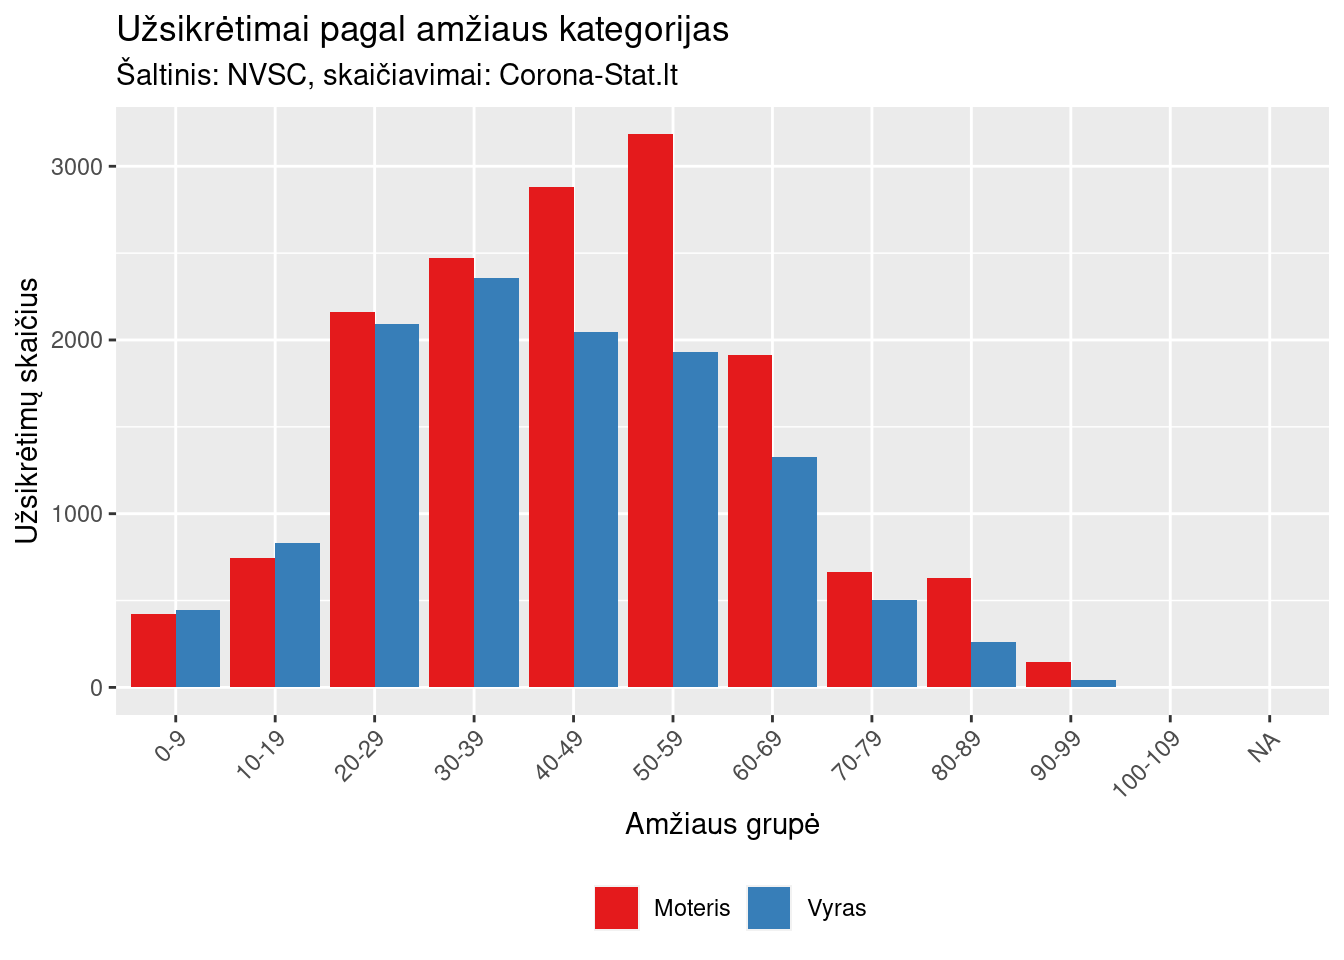 Užsikrėtimai pagal amžiaus kategorijas
Šaltinis: NVSC, skaičiavimai: Corona-Stat.lt
Užsikrėtimų skaičius
3000
2000
1000
0
0-9
10-19
20-29
30-39
40-49
50-59
60-69
70-79
80-89
90-99
100-109
NA
Amžiaus grupė
Moteris
Vyras